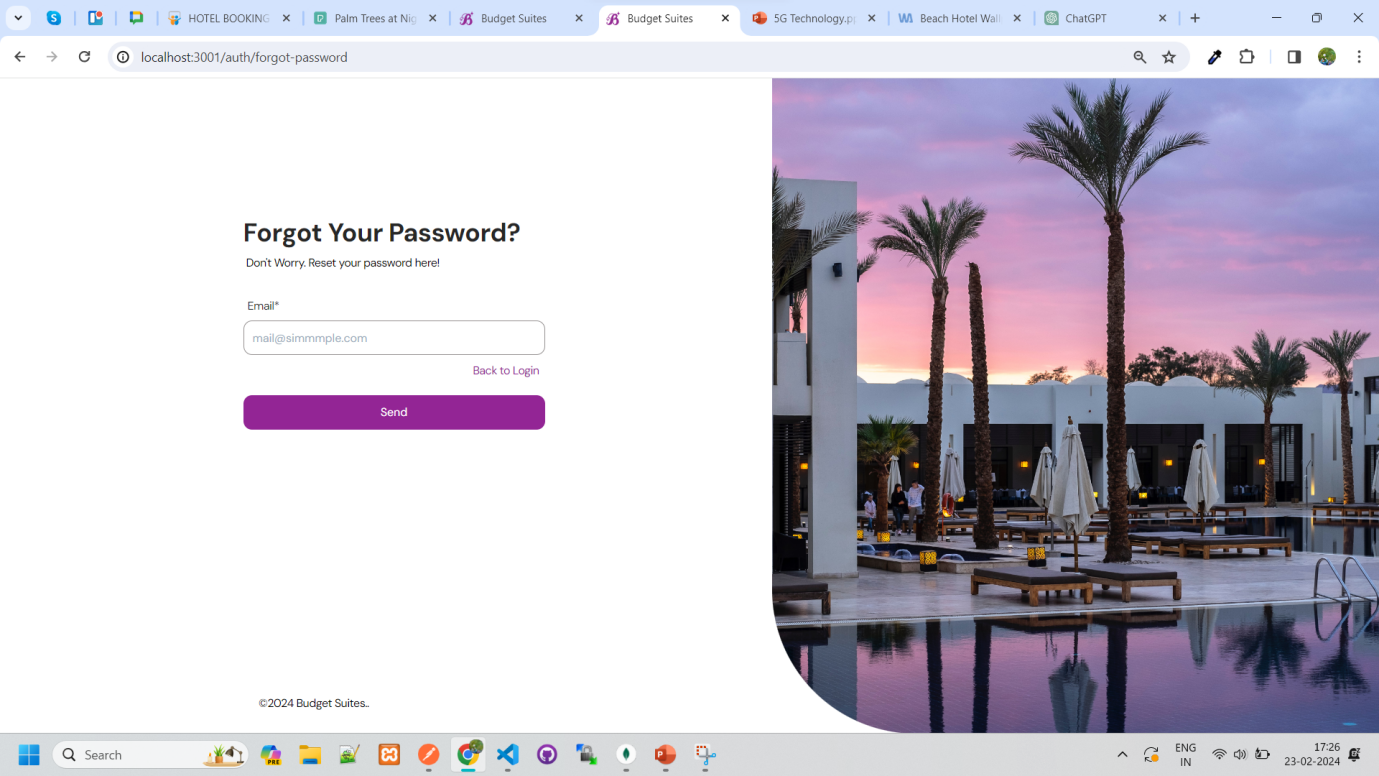 HOTEL BOOKING
Palm Trees at Nig
Budget Suites
Budget Suites
5G Technology.pp
Beach Hotel Wall
ChatGPT
localhost:3001/auth/forgot-password
Forgot Your Password?
Don't Worry. Reset your password here!
Email*
mail@simmmple.com
Back to Login
Send
©2024 Budget Suites..
Search
PRE
ENG
IN
17:26
23-02-2024